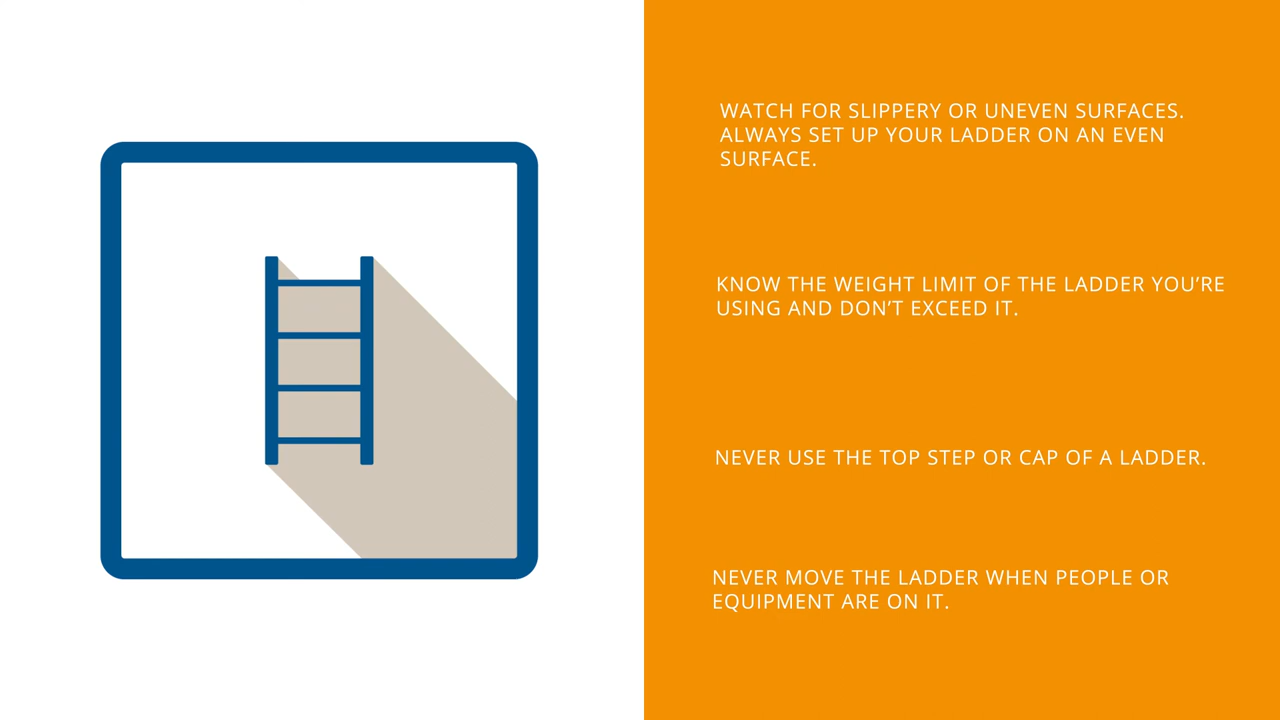 WATCH FOR SLIPPERY OR UNEVEN SURFACES.
ALWAYS SET UP YOUR LADDER ON AN EVEN
SURFACE.
KNOW THE WEIGHT LIMIT OF THE LADDER YOU’RE
USING AND DON’T EXCEED IT.
NEVER USE THE TOP STEP OR CAP OF A LADDER.
NEVER MOVE THE LADDER WHEN PEOPLE OR
EQUIPMENT ARE ON IT.